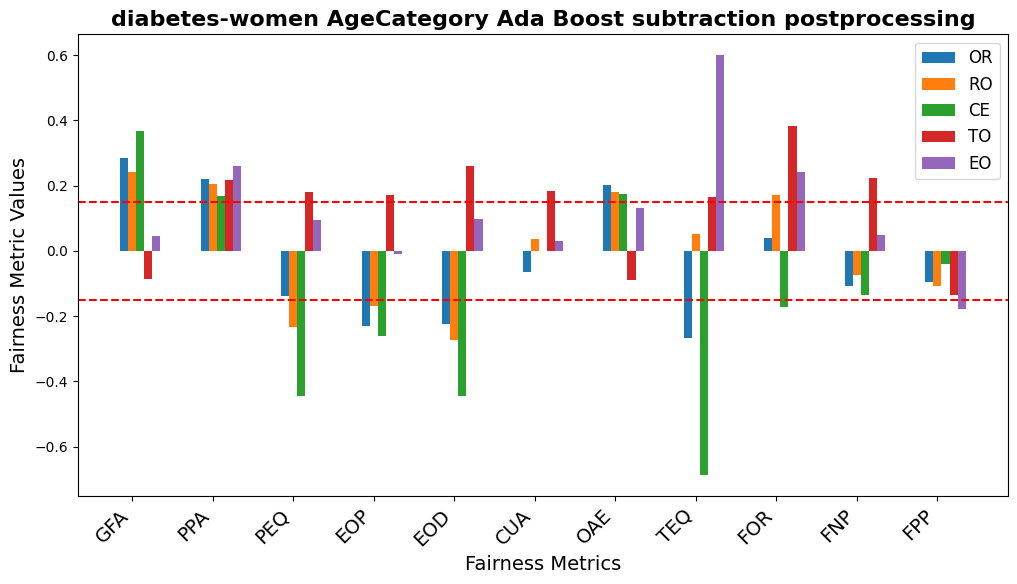 diabetes-women AgeCategory Ada Boost subtraction postprocessing
Fairness Metric Values
0.6
0.4
0.2
0.0
−0.2
−0.4
−0.6
OR
RO
CE
TO
EO
GFA
PPA
PEQ
EOP
EOD
CUA
OAE
TEQ
FOR
FNP
FPP
Fairness Metrics